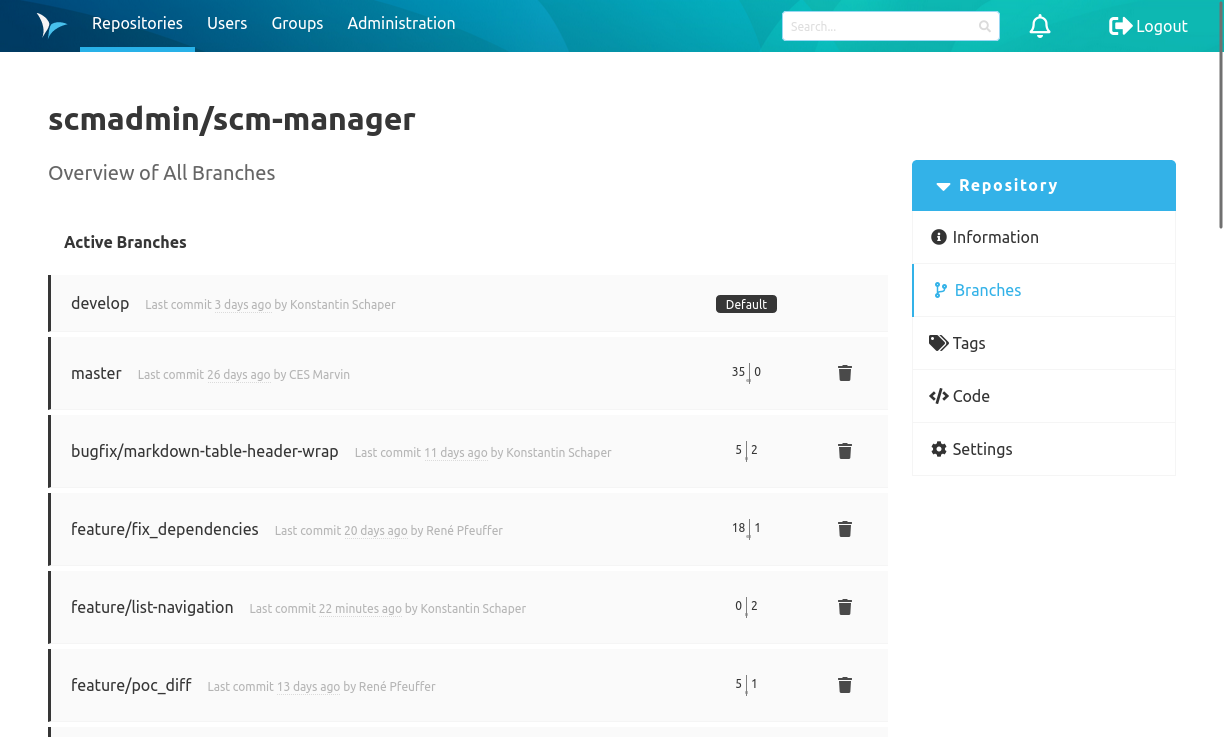 Repositories Users Groups Administration Search... Logout
scmadmin/scm-manager
Overview of All Branches
Active Branches
develop Last commit 3 days ago by Konstantin Schaper Default
master Last commit 26 days ago by CES Marvin 35 0
bugfix/markdown-table-header-wrap Last commit 11 days ago by Konstantin Schaper 5 2
feature/fix_dependencies Last commit 20 days ago by René Pfeuffer 18 1
feature/list-navigation Last commit 22 minutes ago by Konstantin Schaper 0 2
feature/poc_diff Last commit 13 days ago by René Pfeuffer 5 1
Repository
Information
Branches
Tags
Code
Settings